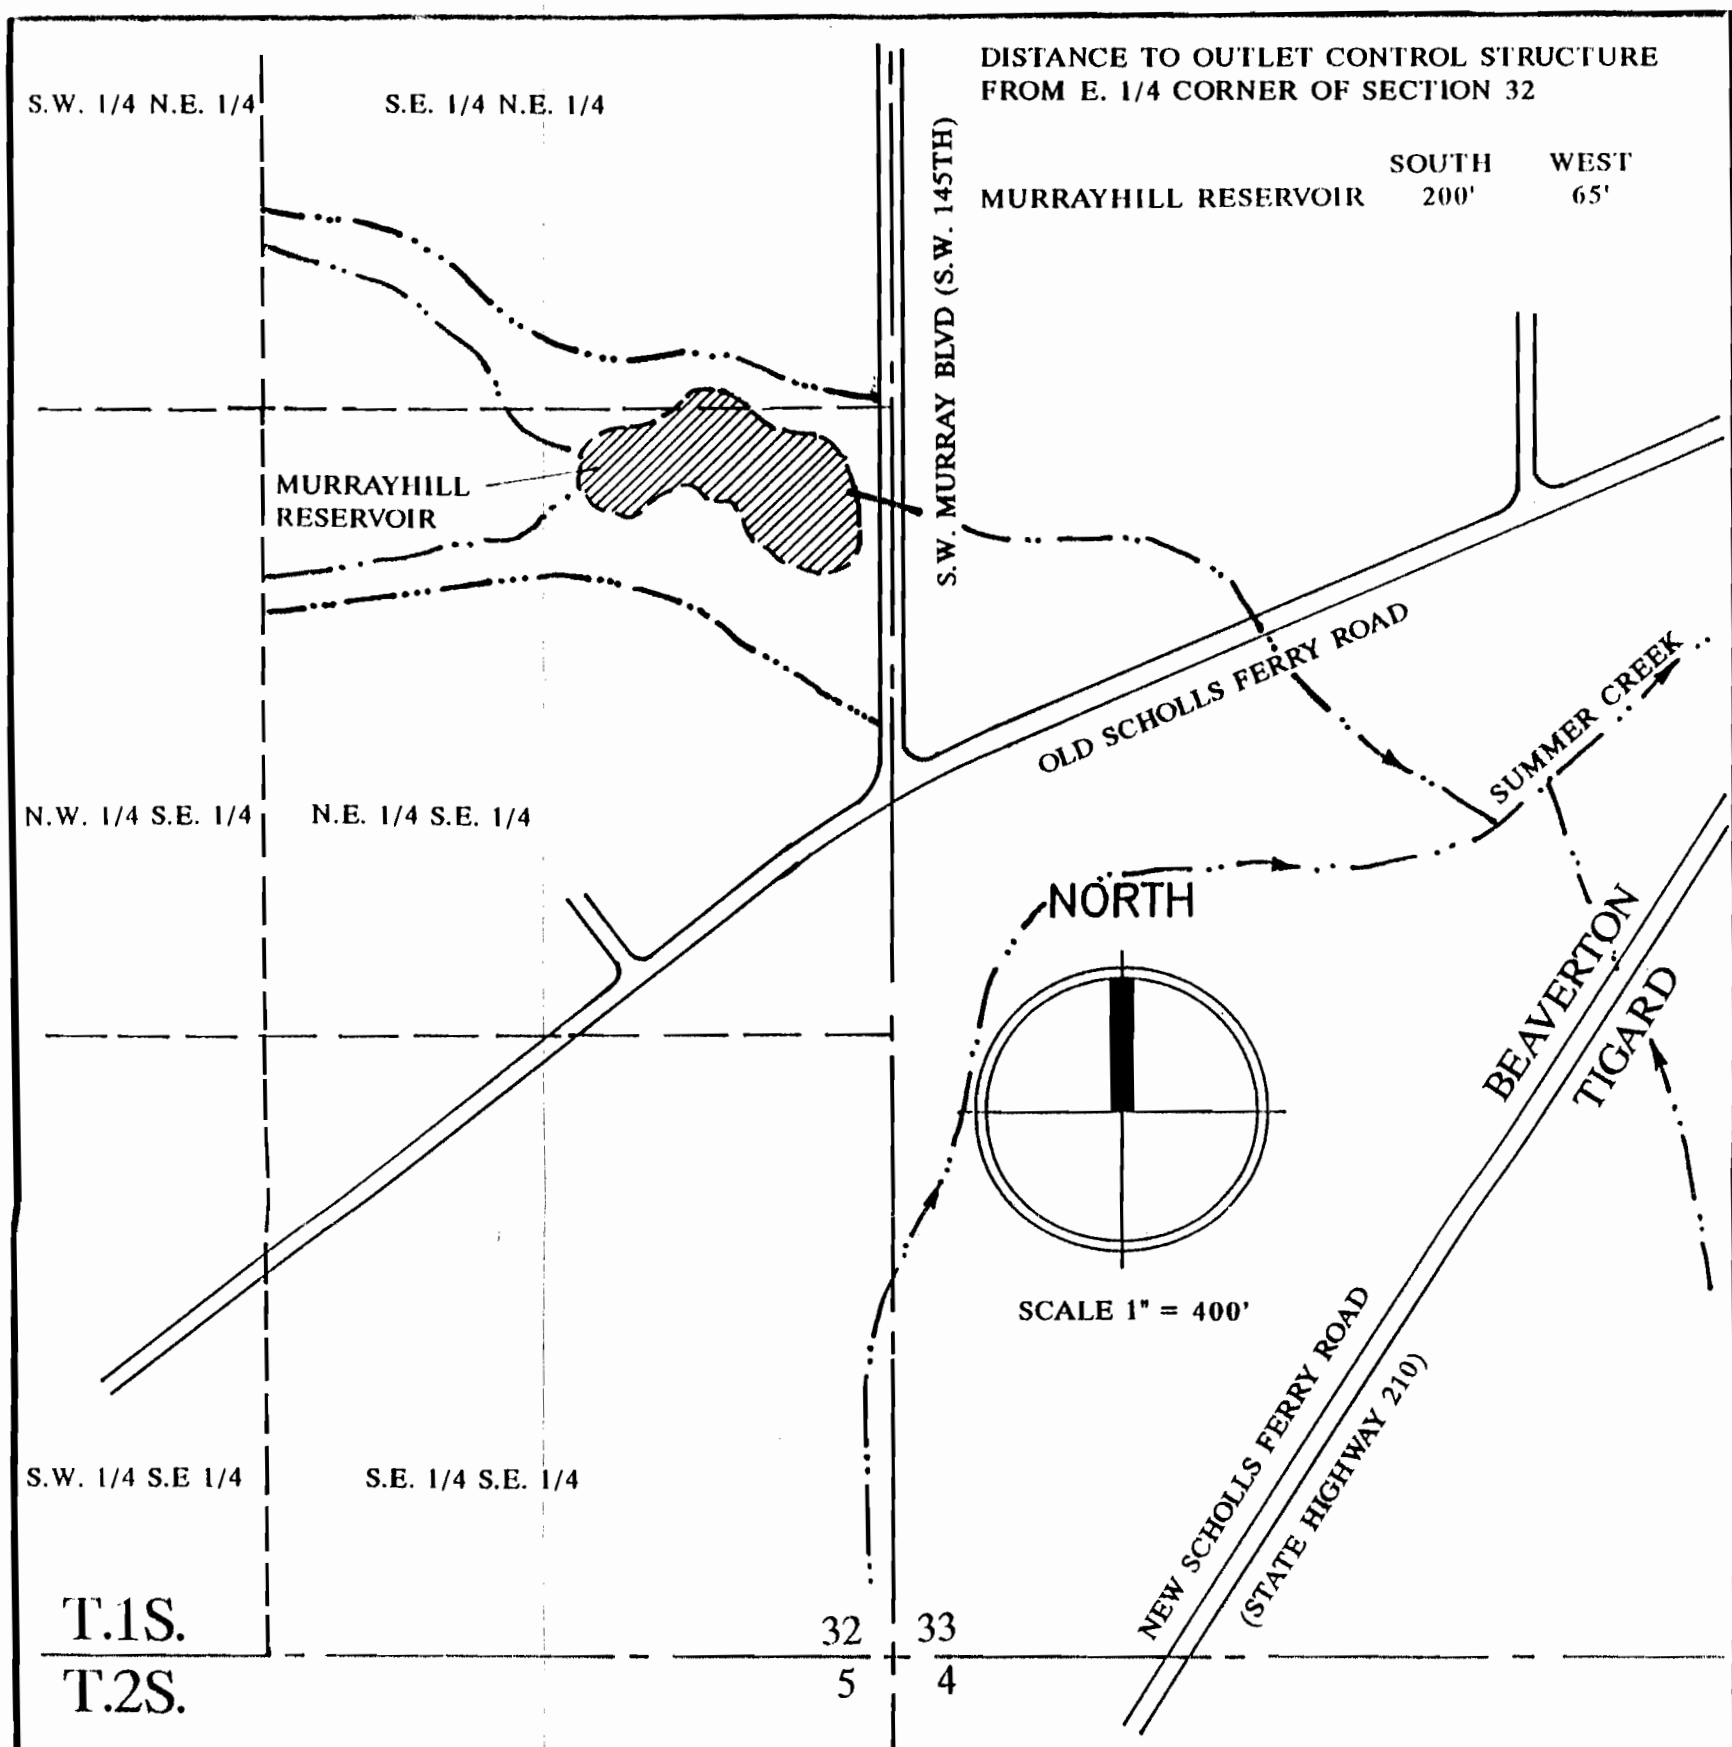 DISTANCE TO OUTLET CONTROL STRUCTURE
FROM E. 1/4 CORNER OF SECTION 32
SOUTH WEST
MURRAYHILL RESERVOIR 200' 65'
S.W. 1/4 N.E. 1/4
S.E. 1/4 N.E. 1/4
S.W. MURRAY BLVD (S.W. 145TH)
MURRAYHILL
RESERVOIR
OLD SCHOLLS FERRY ROAD
SUMMER CREEK
N.W. 1/4 S.E. 1/4
N.E. 1/4 S.E. 1/4
NORTH
BEAVERTON
TIGARD
SCALE 1" = 400'
NEW SCHOLLS FERRY ROAD
(STATE HIGHWAY 210)
S.W. 1/4 S.E 1/4
S.E. 1/4 S.E. 1/4
T.1S.
32 33
T.2S.
5 4